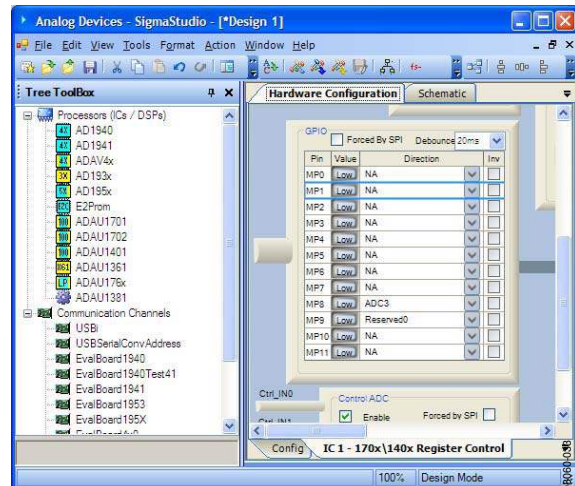 Analog Devices - SigmaStudio - [*Design 1]
File Edit View Tools Format Action Window Help
fs-
Tree ToolBox
Hardware Configuration Schematic
Processors (ICs / DSPs)
AD1940
AD1941
ADAV4x
AD193x
AD195x
E2Prom
ADAU1701
ADAU1702
ADAU1401
ADAU1361
ADAU176x
ADAU1381
Communication Channels
USBi
USBSerialConvAddress
EvalBoard1940
EvalBoard1940Test41
EvalBoard1941
EvalBoard1953
EvalBoard195X
GPIO
Forced By SPI Debounce 20ms
Pin Value Direction Inv
MP0 Low NA
MP1 Low NA
MP2 Low NA
MP3 Low NA
MP4 Low NA
MP5 Low NA
MP6 Low NA
MP7 Low NA
MP8 Low ADC3
MP9 Low Reserved0
MP10 Low NA
MP11 Low NA
Ctrl_IN0
Control ADC
Enable Forced by SPI
Ctrl_IN1
Config IC 1 - 170x\140x Register Control
100% Design Mode